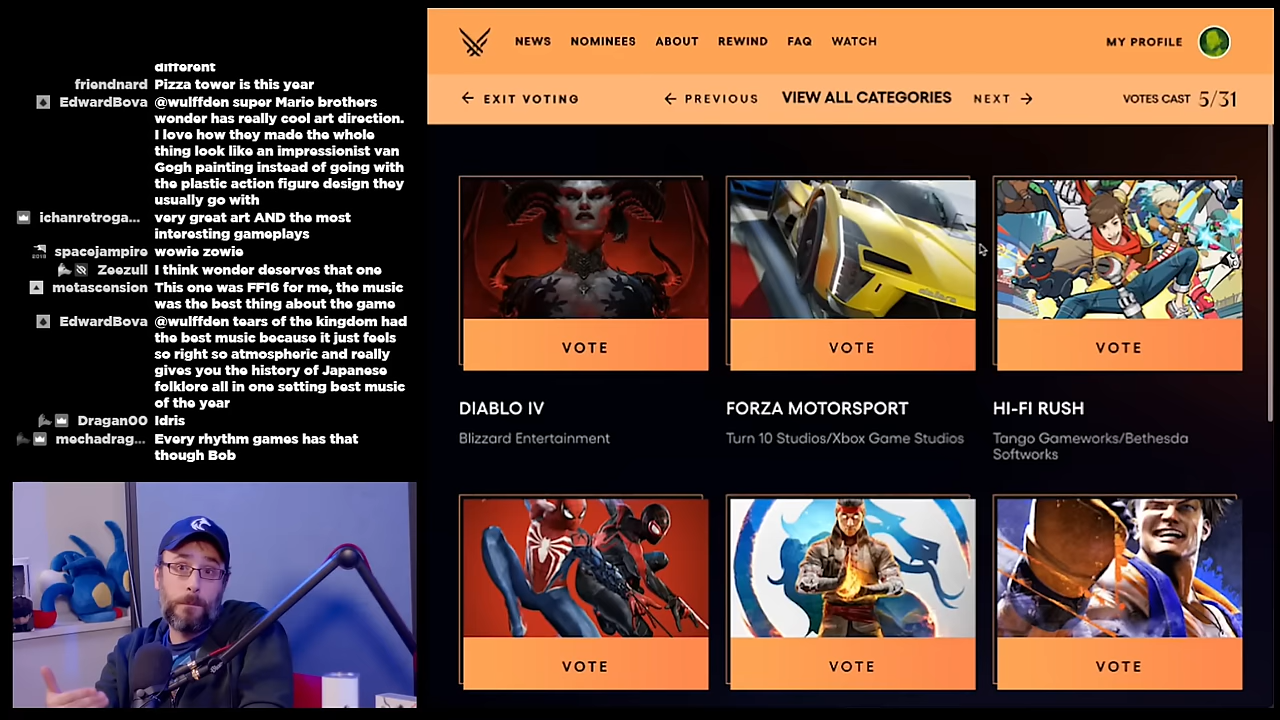 different
friendnard Pizza tower is this year
EdwardBova @wulffden super Mario brothers
wonder has really cool art direction.
I love how they made the whole
thing look like an impressionist van
Gogh painting instead of going with
the plastic action figure design they
usually go with
ichanretroga... very great art AND the most
interesting gameplays
spacejampire wowie zowie
Zeezull I think wonder deserves that one
metascension This one was FF16 for me, the music
was the best thing about the game
EdwardBova @wulffden tears of the kingdom had
the best music because it just feels
so right so atmospheric and really
gives you the history of Japanese
folklore all in one setting best music
of the year
Dragan00 Idris
mechadrag... Every rhythm games has that
though Bob
NEWS NOMINEES ABOUT REWIND FAQ WATCH MY PROFILE
← EXIT VOTING ← PREVIOUS VIEW ALL CATEGORIES NEXT → VOTES CAST 5/31
VOTE VOTE VOTE
DIABLO IV FORZA MOTORSPORT HI-FI RUSH
Blizzard Entertainment Turn 10 Studios/Xbox Game Studios Tango Gameworks/Bethesda
Softworks
VOTE VOTE VOTE